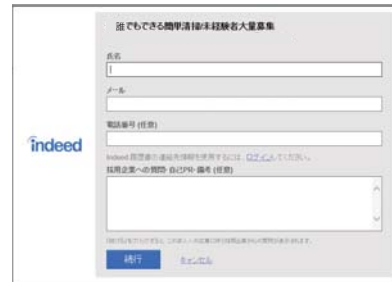 誰でもできる簡単清掃/未経験者大量募集
氏名
メール
電話番号 (任意)
indeed
Indeed 履歴書の連絡先情報を使用するには、ログインしてください。
採用企業への質問・自己PR・備考 (任意)
続行
キャンセル